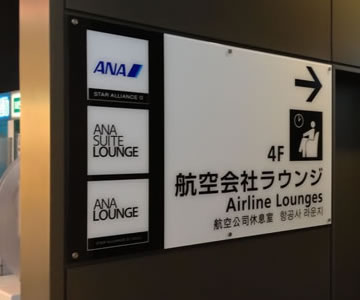 ANA
STAR ALLIANCE
ANA
SUITE
LOUNGE
ANA
LOUNGE
4F
航空会社ラウンジ
Airline Lounges
航空公司休息室 항공사 라운지